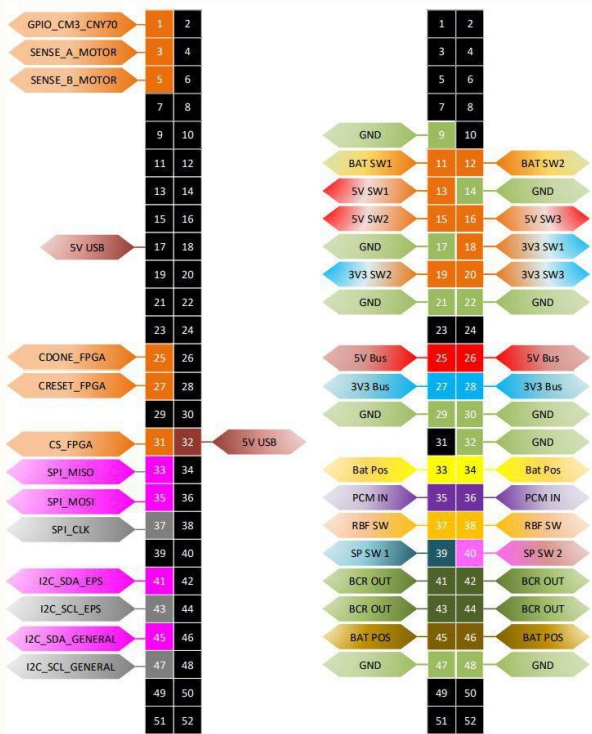 GPIO_CM3_CNY70 1 2
SENSE_A_MOTOR 3 4
SENSE_B_MOTOR 5 6
7 8
9 10
11 12
13 14
15 16
5V USB 17 18
19 20
21 22
23 24
CDONE_FPGA 25 26
CRESET_FPGA 27 28
29 30
CS_FPGA 31 32 5V USB
SPI_MISO 33 34
SPI_MOSI 35 36
SPI_CLK 37 38
39 40
I2C_SDA_EPS 41 42
I2C_SCL_EPS 43 44
I2C_SDA_GENERAL 45 46
I2C_SCL_GENERAL 47 48
49 50
51 52
1 2
3 4
5 6
7 8
GND 9 10
BAT SW1 11 12 BAT SW2
5V SW1 13 14 GND
5V SW2 15 16 5V SW3
GND 17 18 3V3 SW1
3V3 SW2 19 20 3V3 SW3
GND 21 22 GND
23 24
5V Bus 25 26 5V Bus
3V3 Bus 27 28 3V3 Bus
GND 29 30 GND
31 32 GND
Bat Pos 33 34 Bat Pos
PCM IN 35 36 PCM IN
RBF SW 37 38 RBF SW
SP SW 1 39 40 SP SW 2
BCR OUT 41 42 BCR OUT
BCR OUT 43 44 BCR OUT
BAT POS 45 46 BAT POS
GND 47 48 GND
49 50
51 52